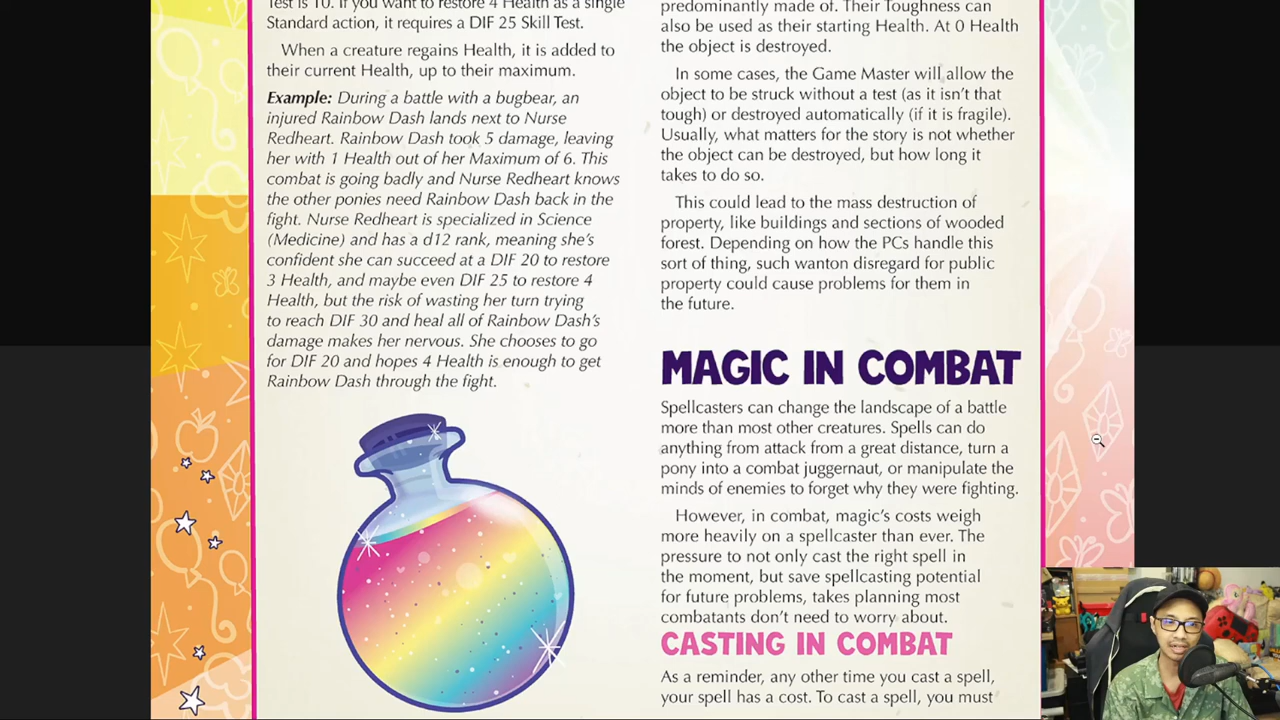 Test is 10. If you want to restore 4 Health as a single
Standard action, it requires a DIF 25 Skill Test.
When a creature regains Health, it is added to
their current Health, up to their maximum.
Example: During a battle with a bugbear, an
injured Rainbow Dash lands next to Nurse
Redheart. Rainbow Dash took 5 damage, leaving
her with 1 Health out of her Maximum of 6. This
combat is going badly and Nurse Redheart knows
the other ponies need Rainbow Dash back in the
fight. Nurse Redheart is specialized in Science
(Medicine) and has a d12 rank, meaning she's
confident she can succeed at a DIF 20 to restore
3 Health, and maybe even DIF 25 to restore 4
Health, but the risk of wasting her turn trying
to reach DIF 30 and heal all of Rainbow Dash's
damage makes her nervous. She chooses to go
for DIF 20 and hopes 4 Health is enough to get
Rainbow Dash through the fight.
predominantly made of. Their Toughness can
also be used as their starting Health. At 0 Health
the object is destroyed.
In some cases, the Game Master will allow the
object to be struck without a test (as it isn't that
tough) or destroyed automatically (if it is fragile).
Usually, what matters for the story is not whether
the object can be destroyed, but how long it
takes to do so.
This could lead to the mass destruction of
property, like buildings and sections of wooded
forest. Depending on how the PCs handle this
sort of thing, such wanton disregard for public
property could cause problems for them in
the future.
MAGIC IN COMBAT
Spellcasters can change the landscape of a battle
more than most other creatures. Spells can do
anything from attack from a great distance, turn a
pony into a combat juggernaut, or manipulate the
minds of enemies to forget why they were fighting.
However, in combat, magic's costs weigh
more heavily on a spellcaster than ever. The
pressure to not only cast the right spell in
the moment, but save spellcasting potential
for future problems, takes planning most
combatants don't need to worry about.
CASTING IN COMBAT
As a reminder, any other time you cast a spell,
your spell has a cost. To cast a spell, you must